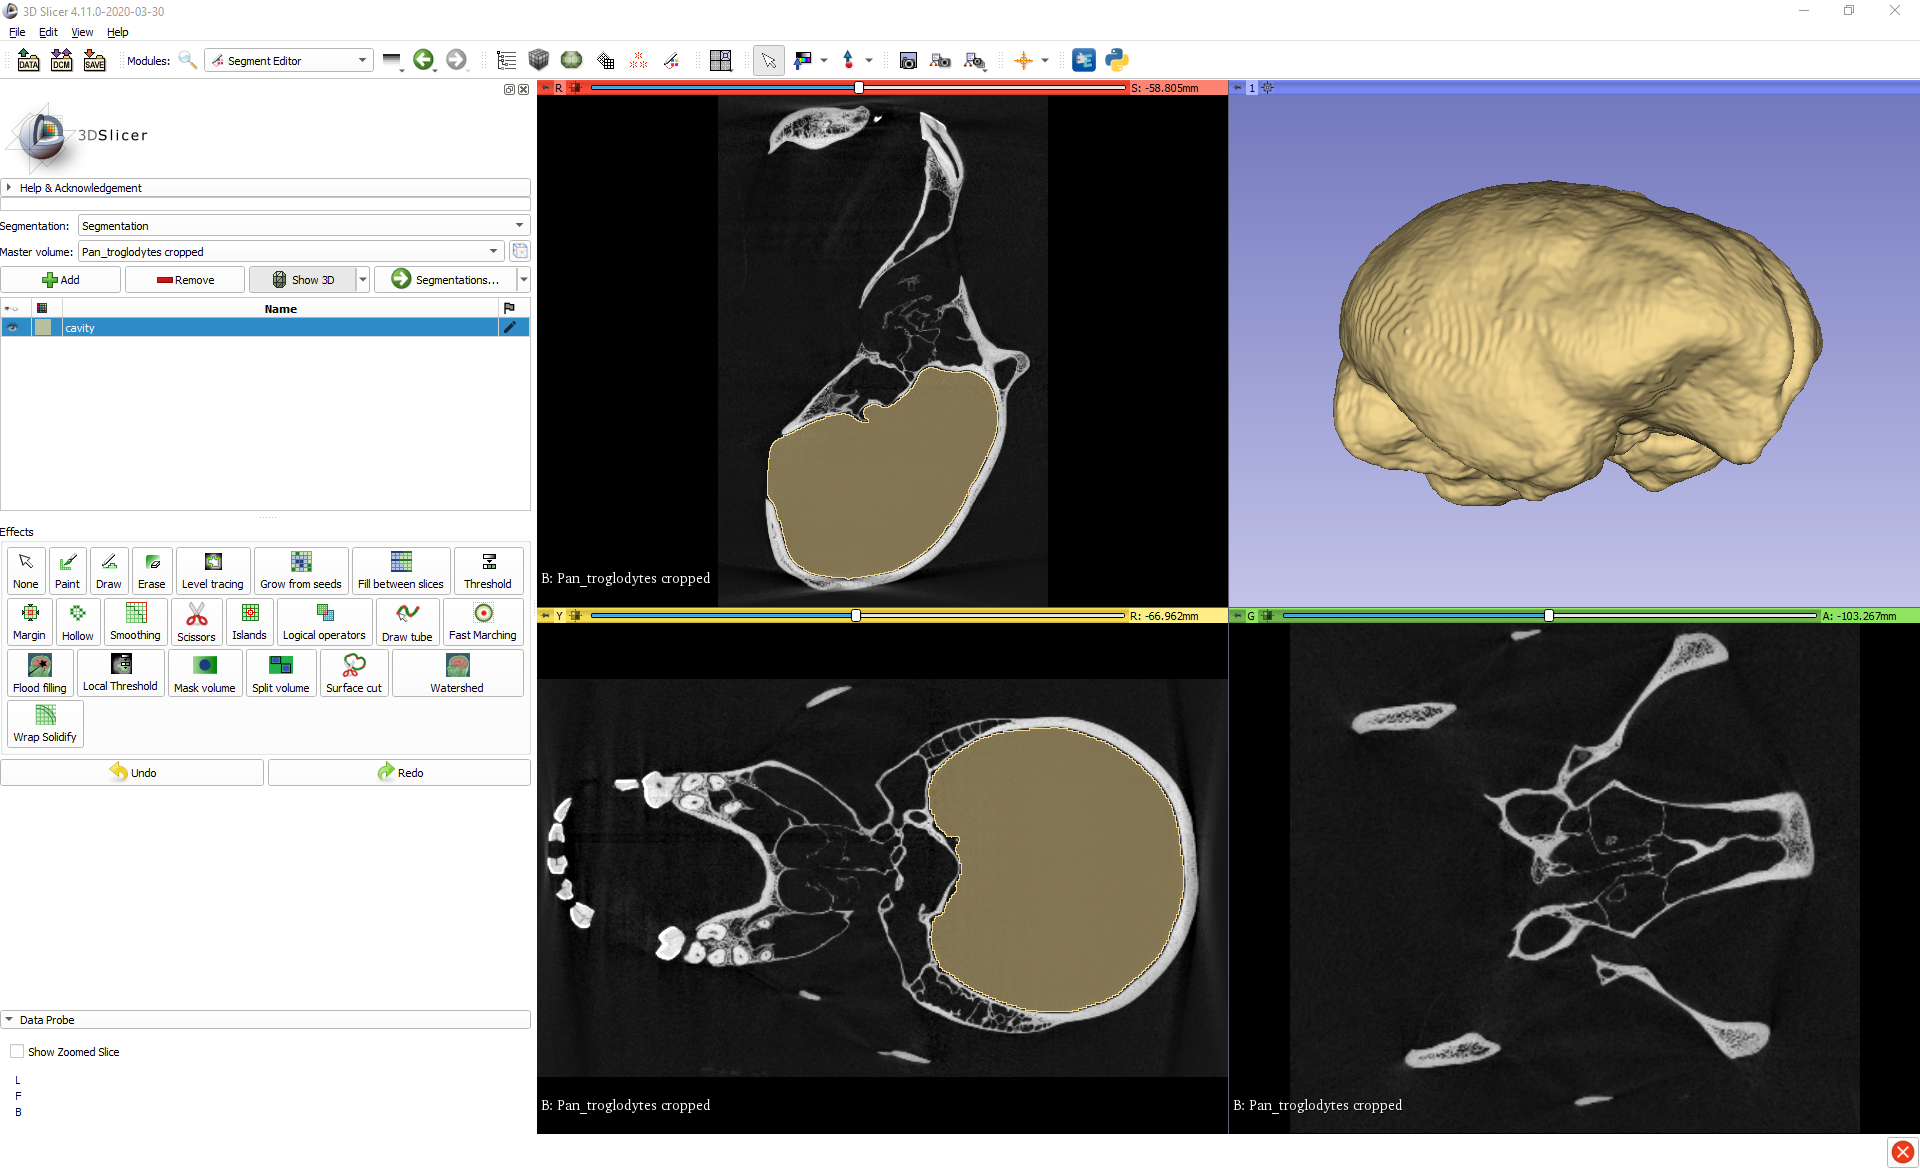 3D Slicer 4.11.0-2020-03-30
File Edit View Help
DATA DCM SAVE Modules: Segment Editor
3DSlicer
Help & Acknowledgement
Segmentation: Segmentation
Master volume: Pan_troglodytes cropped
Add Remove Show 3D Segmentations...
Name
cavity
Effects
None Paint Draw Erase Level tracing Grow from seeds Fill between slices Threshold
Margin Hollow Smoothing Scissors Islands Logical operators Draw tube Fast Marching
Flood filling Local Threshold Mask volume Split volume Surface cut Watershed
Wrap Solidify
Undo Redo
Data Probe
Show Zoomed Slice
L
F
B
R S: -58.805mm
B: Pan_troglodytes cropped
1
Y R: -66.962mm
B: Pan_troglodytes cropped
G A: -103.267mm
B: Pan_troglodytes cropped